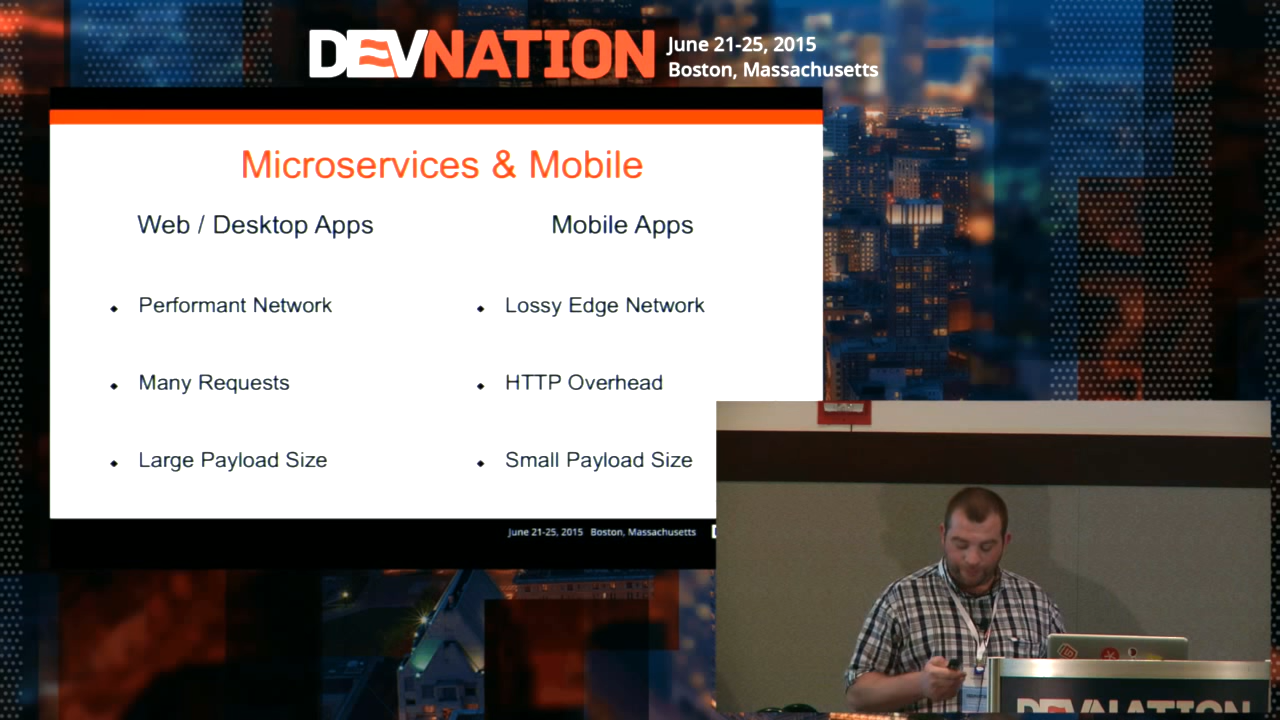 DEVNATION
June 21-25, 2015
Boston, Massachusetts
Microservices & Mobile
Web / Desktop Apps
Performant Network
Many Requests
Large Payload Size
Mobile Apps
Lossy Edge Network
HTTP Overhead
Small Payload Size
June 21-25, 2015 Boston, Massachusetts
DEVNATION